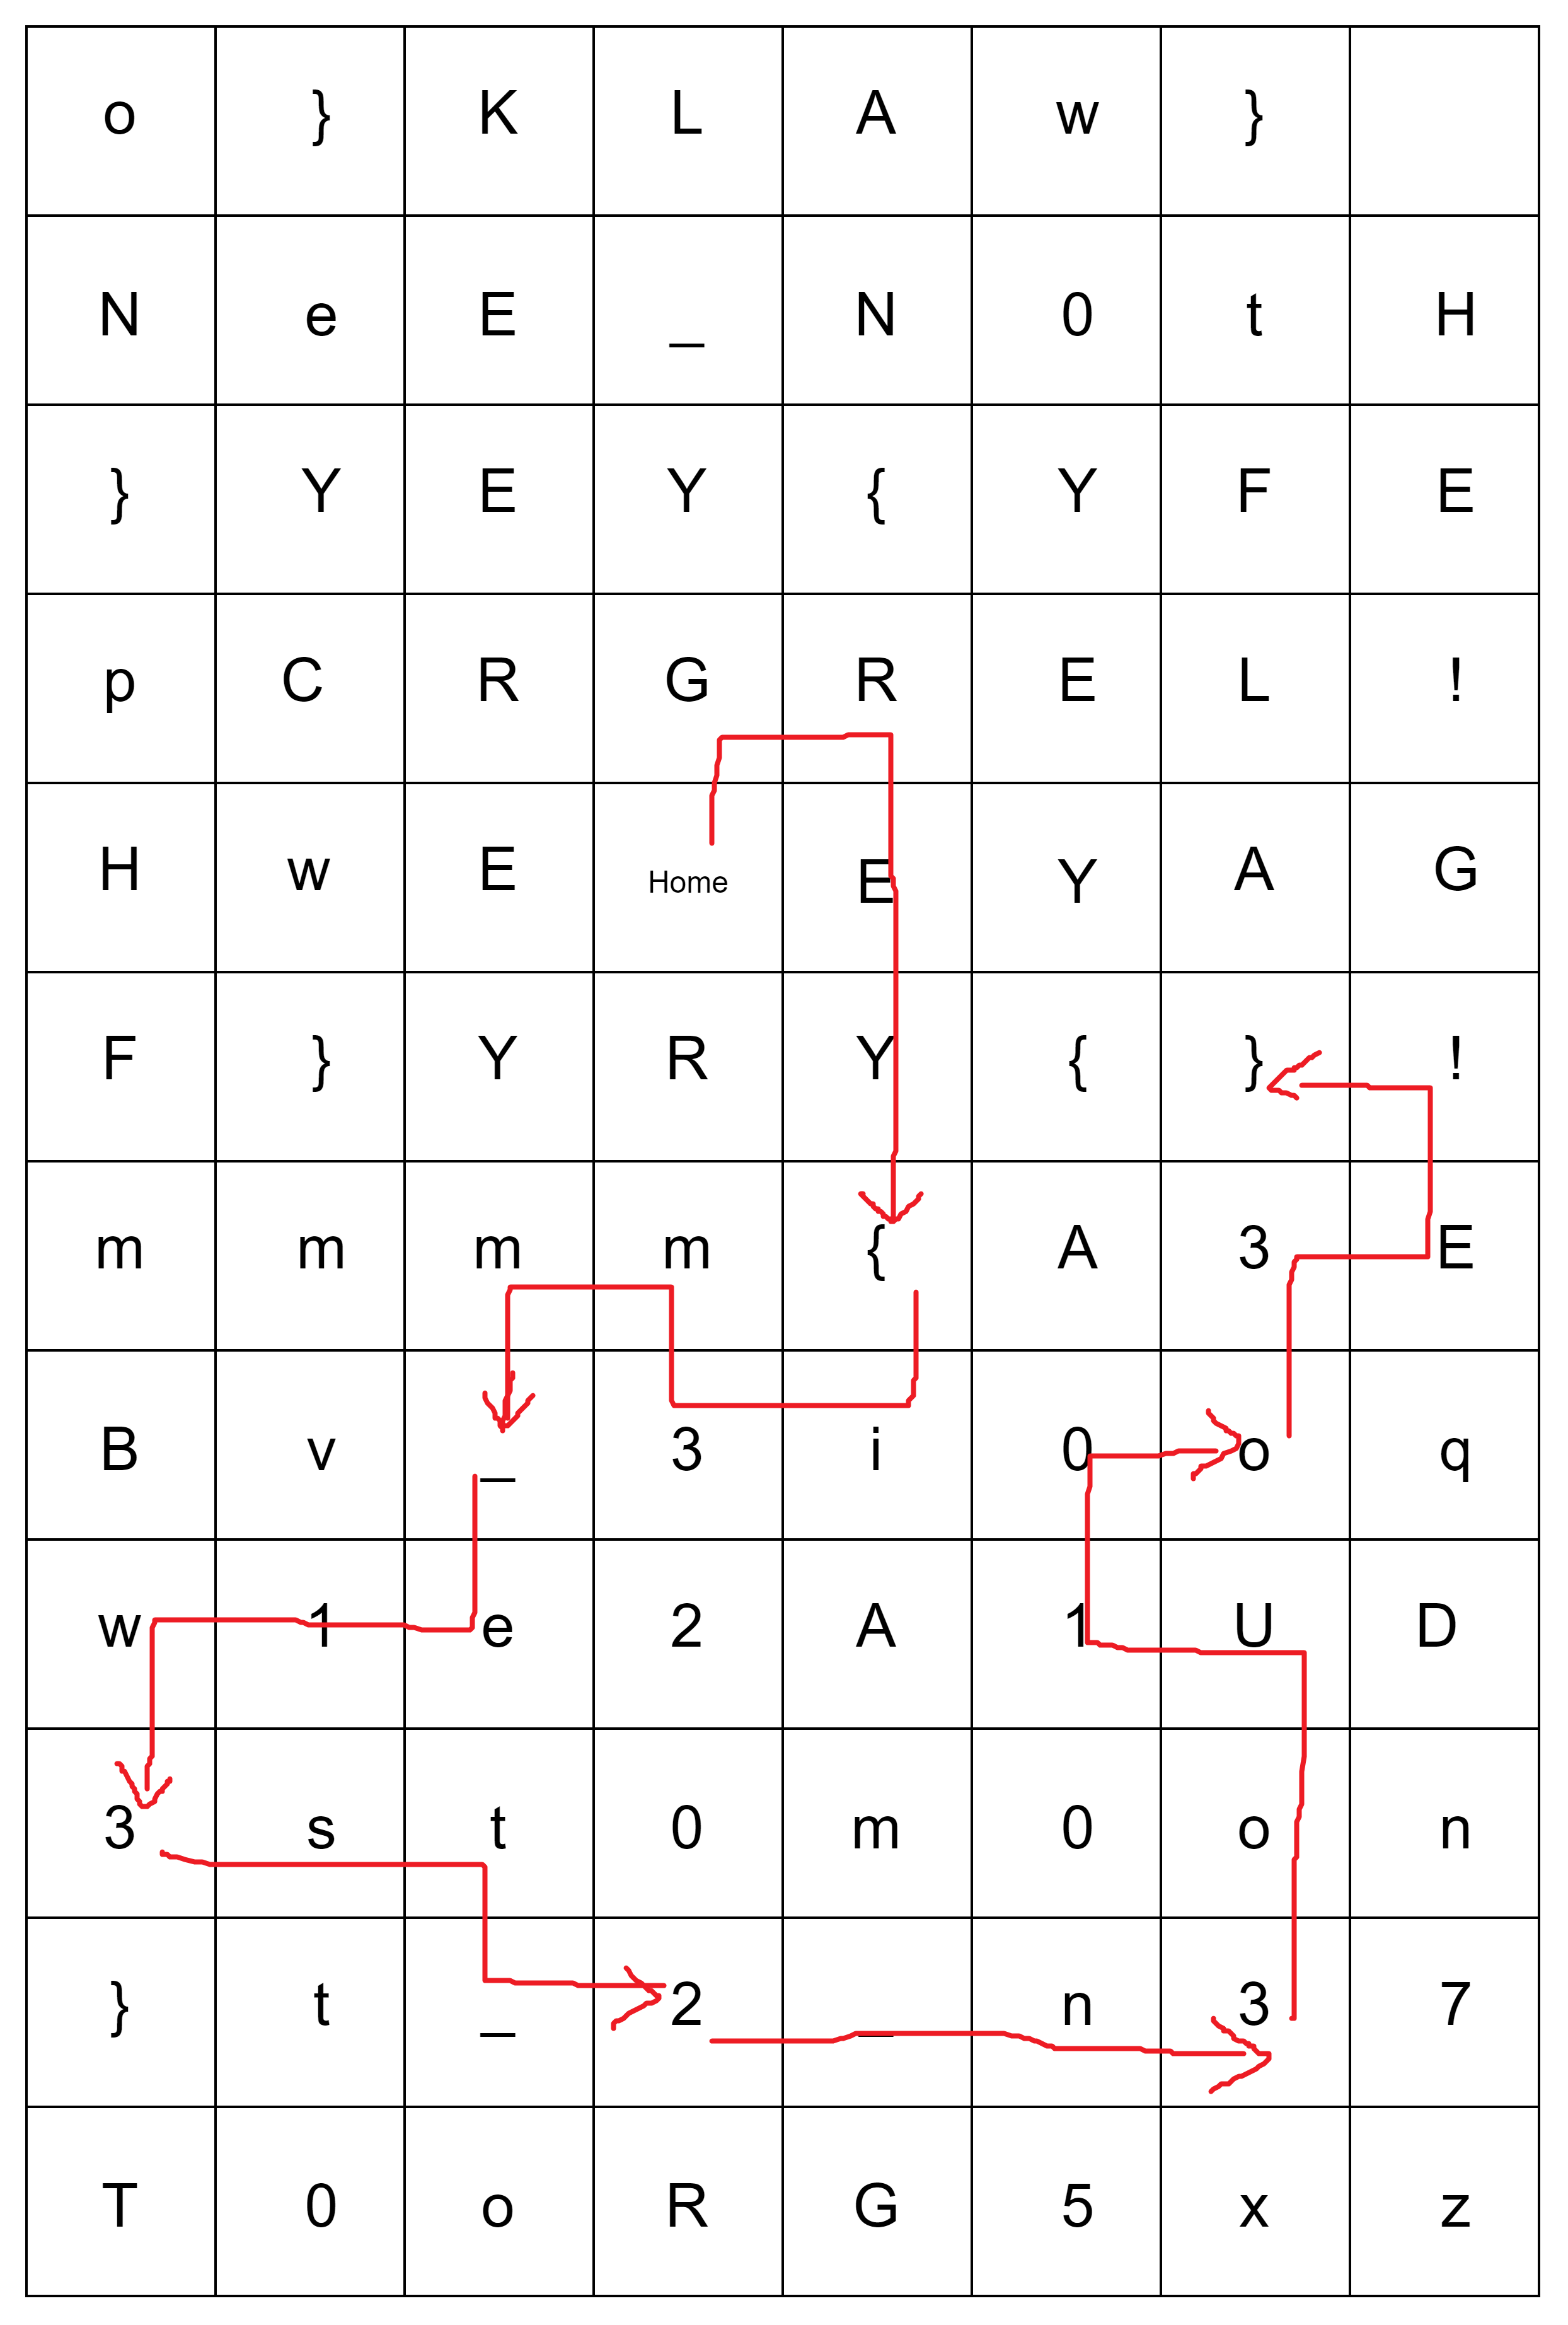 o } K L A w }
N e E _ N 0 t H
} Y E Y { Y F E
p C R G R E L !
H w E Home E Y A G
F } Y R Y { } !
m m m m { A 3 E
B v _ 3 i 0 o q
w 1 e 2 A 1 U D
3 s t 0 m 0 o n
} t _ 2 _ n 3 7
T 0 o R G 5 x z